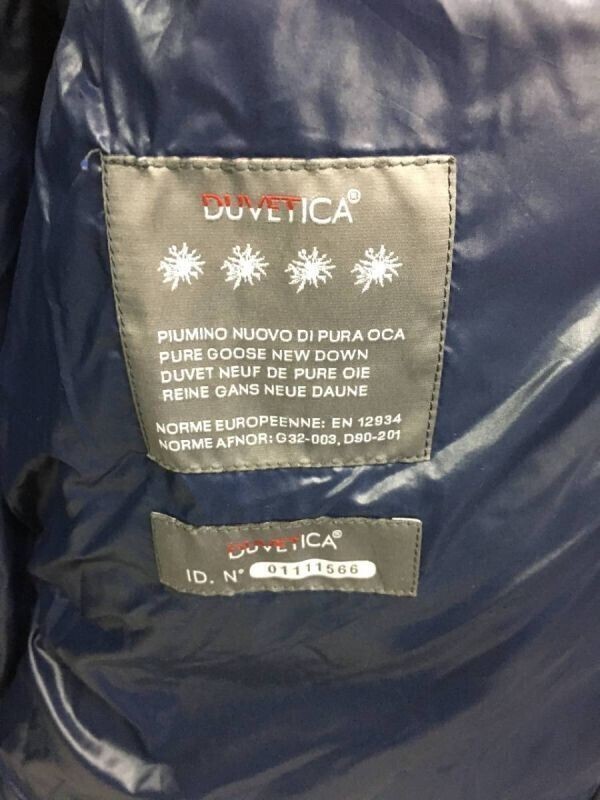 DUVETICA®
PIUMINO NUOVO DI PURA OCA
PURE GOOSE NEW DOWN
DUVET NEUF DE PURE OIE
REINE GANS NEUE DAUNE
NORME EUROPEENNE: EN 12934
NORME AFNOR: G32-003, D90-201
DUVETICA®
ID. N° 01111566